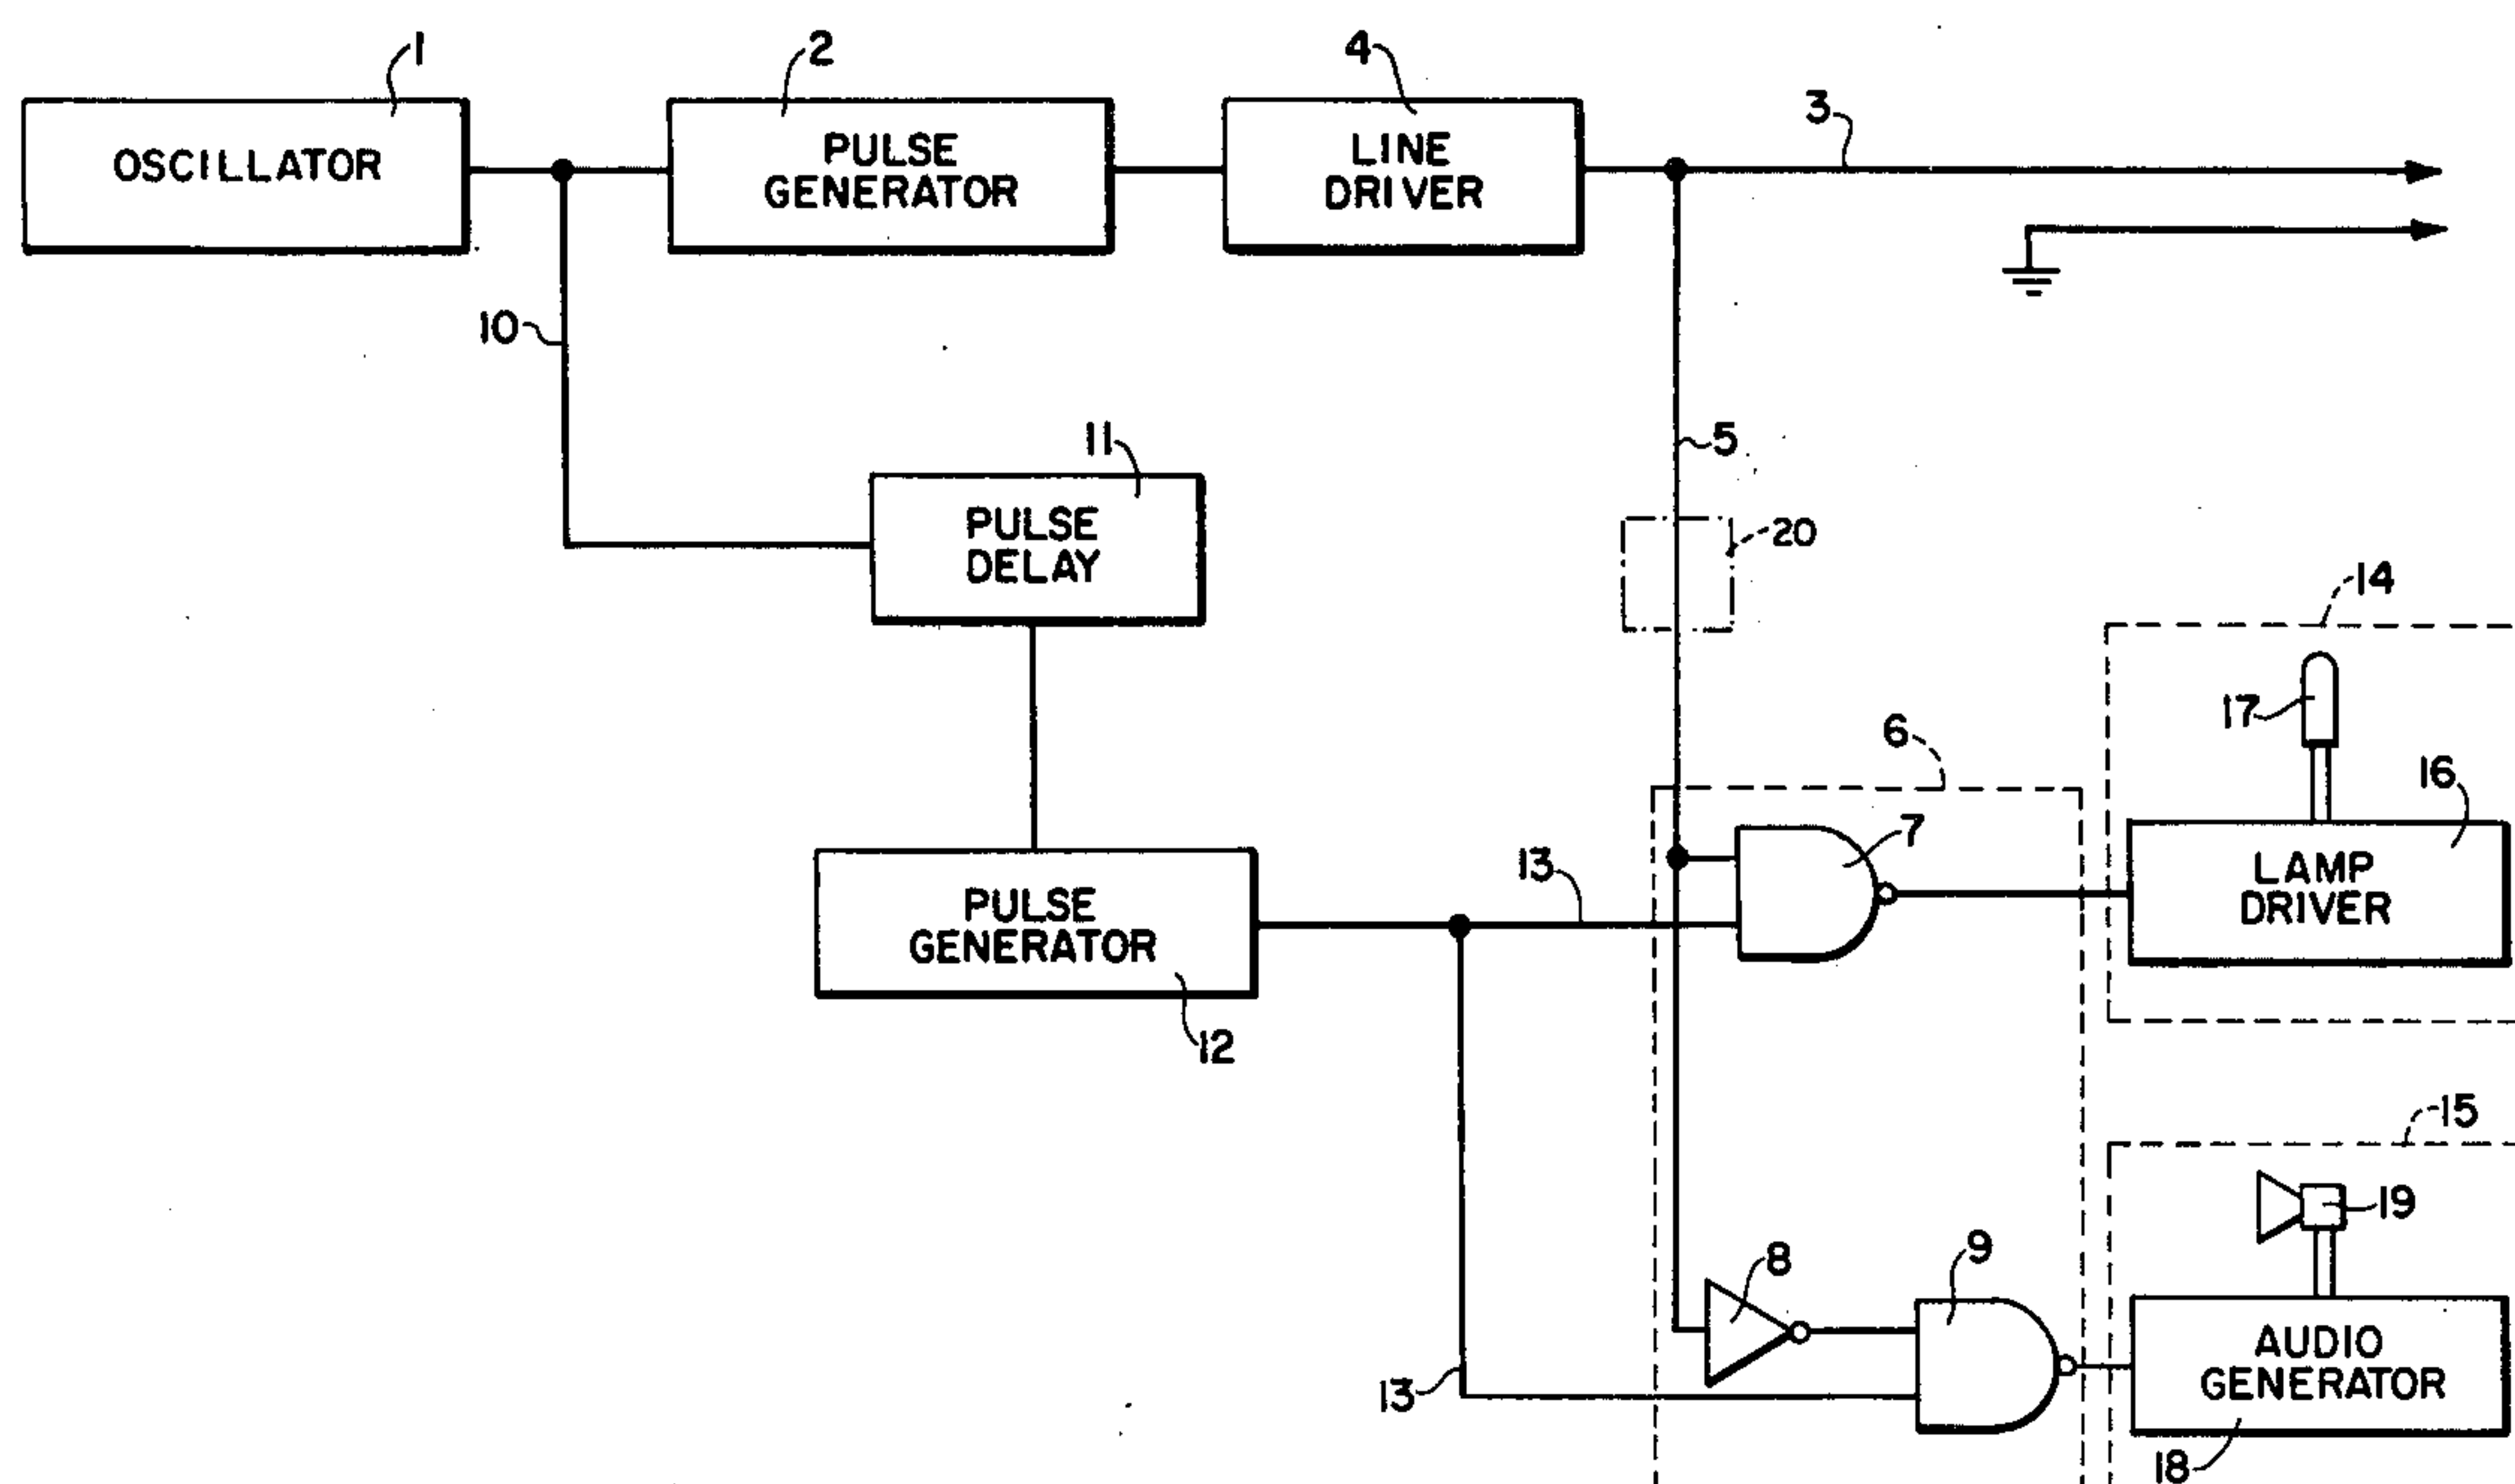 1
2
4
3
OSCILLATOR
PULSE
GENERATOR
LINE
DRIVER
10
5
11
PULSE
DELAY
20
14
17
6
16
7
13
LAMP
DRIVER
PULSE
GENERATOR
12
15
19
8
9
13
AUDIO
GENERATOR
18